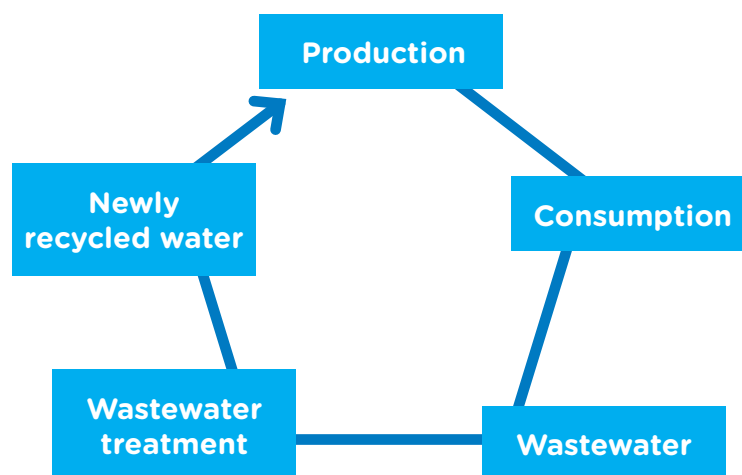 Production
Consumption
Wastewater
Wastewater
treatment
Newly
recycled water